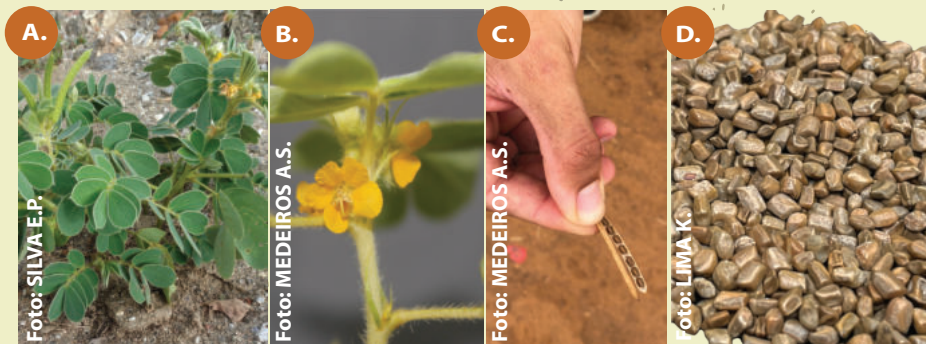 A.
Foto: SILVA E.P.
B.
Foto: MEDEIROS A.S.
C.
Foto: MEDEIROS A.S.
D.
Foto: LIMA K.